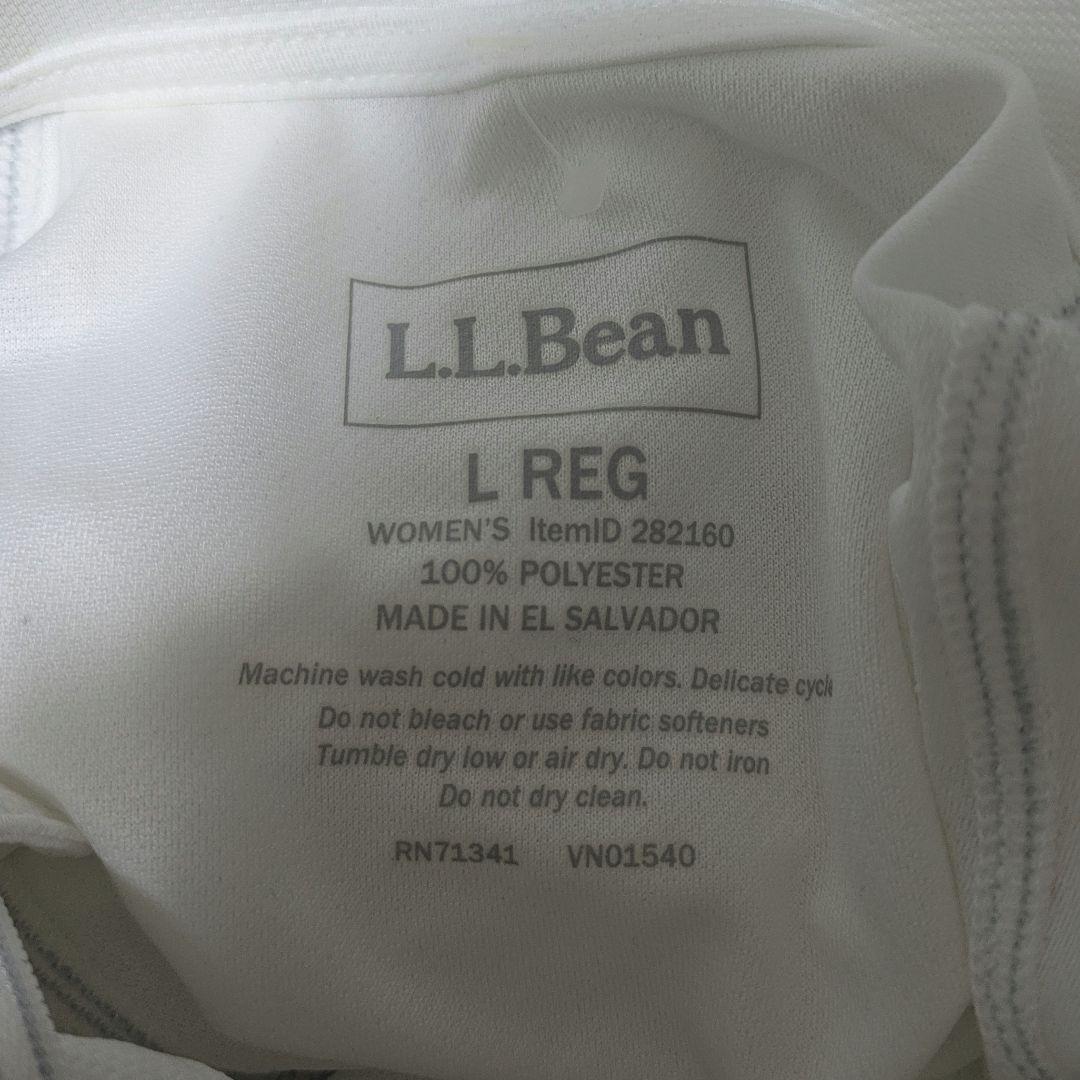 L.L.Bean
L REG
WOMEN'S ItemID 282160
100% POLYESTER
MADE IN EL SALVADOR
Machine wash cold with like colors. Delicate cycle
Do not bleach or use fabric softeners
Tumble dry low or air dry. Do not iron
Do not dry clean.
RN71341 VN01540